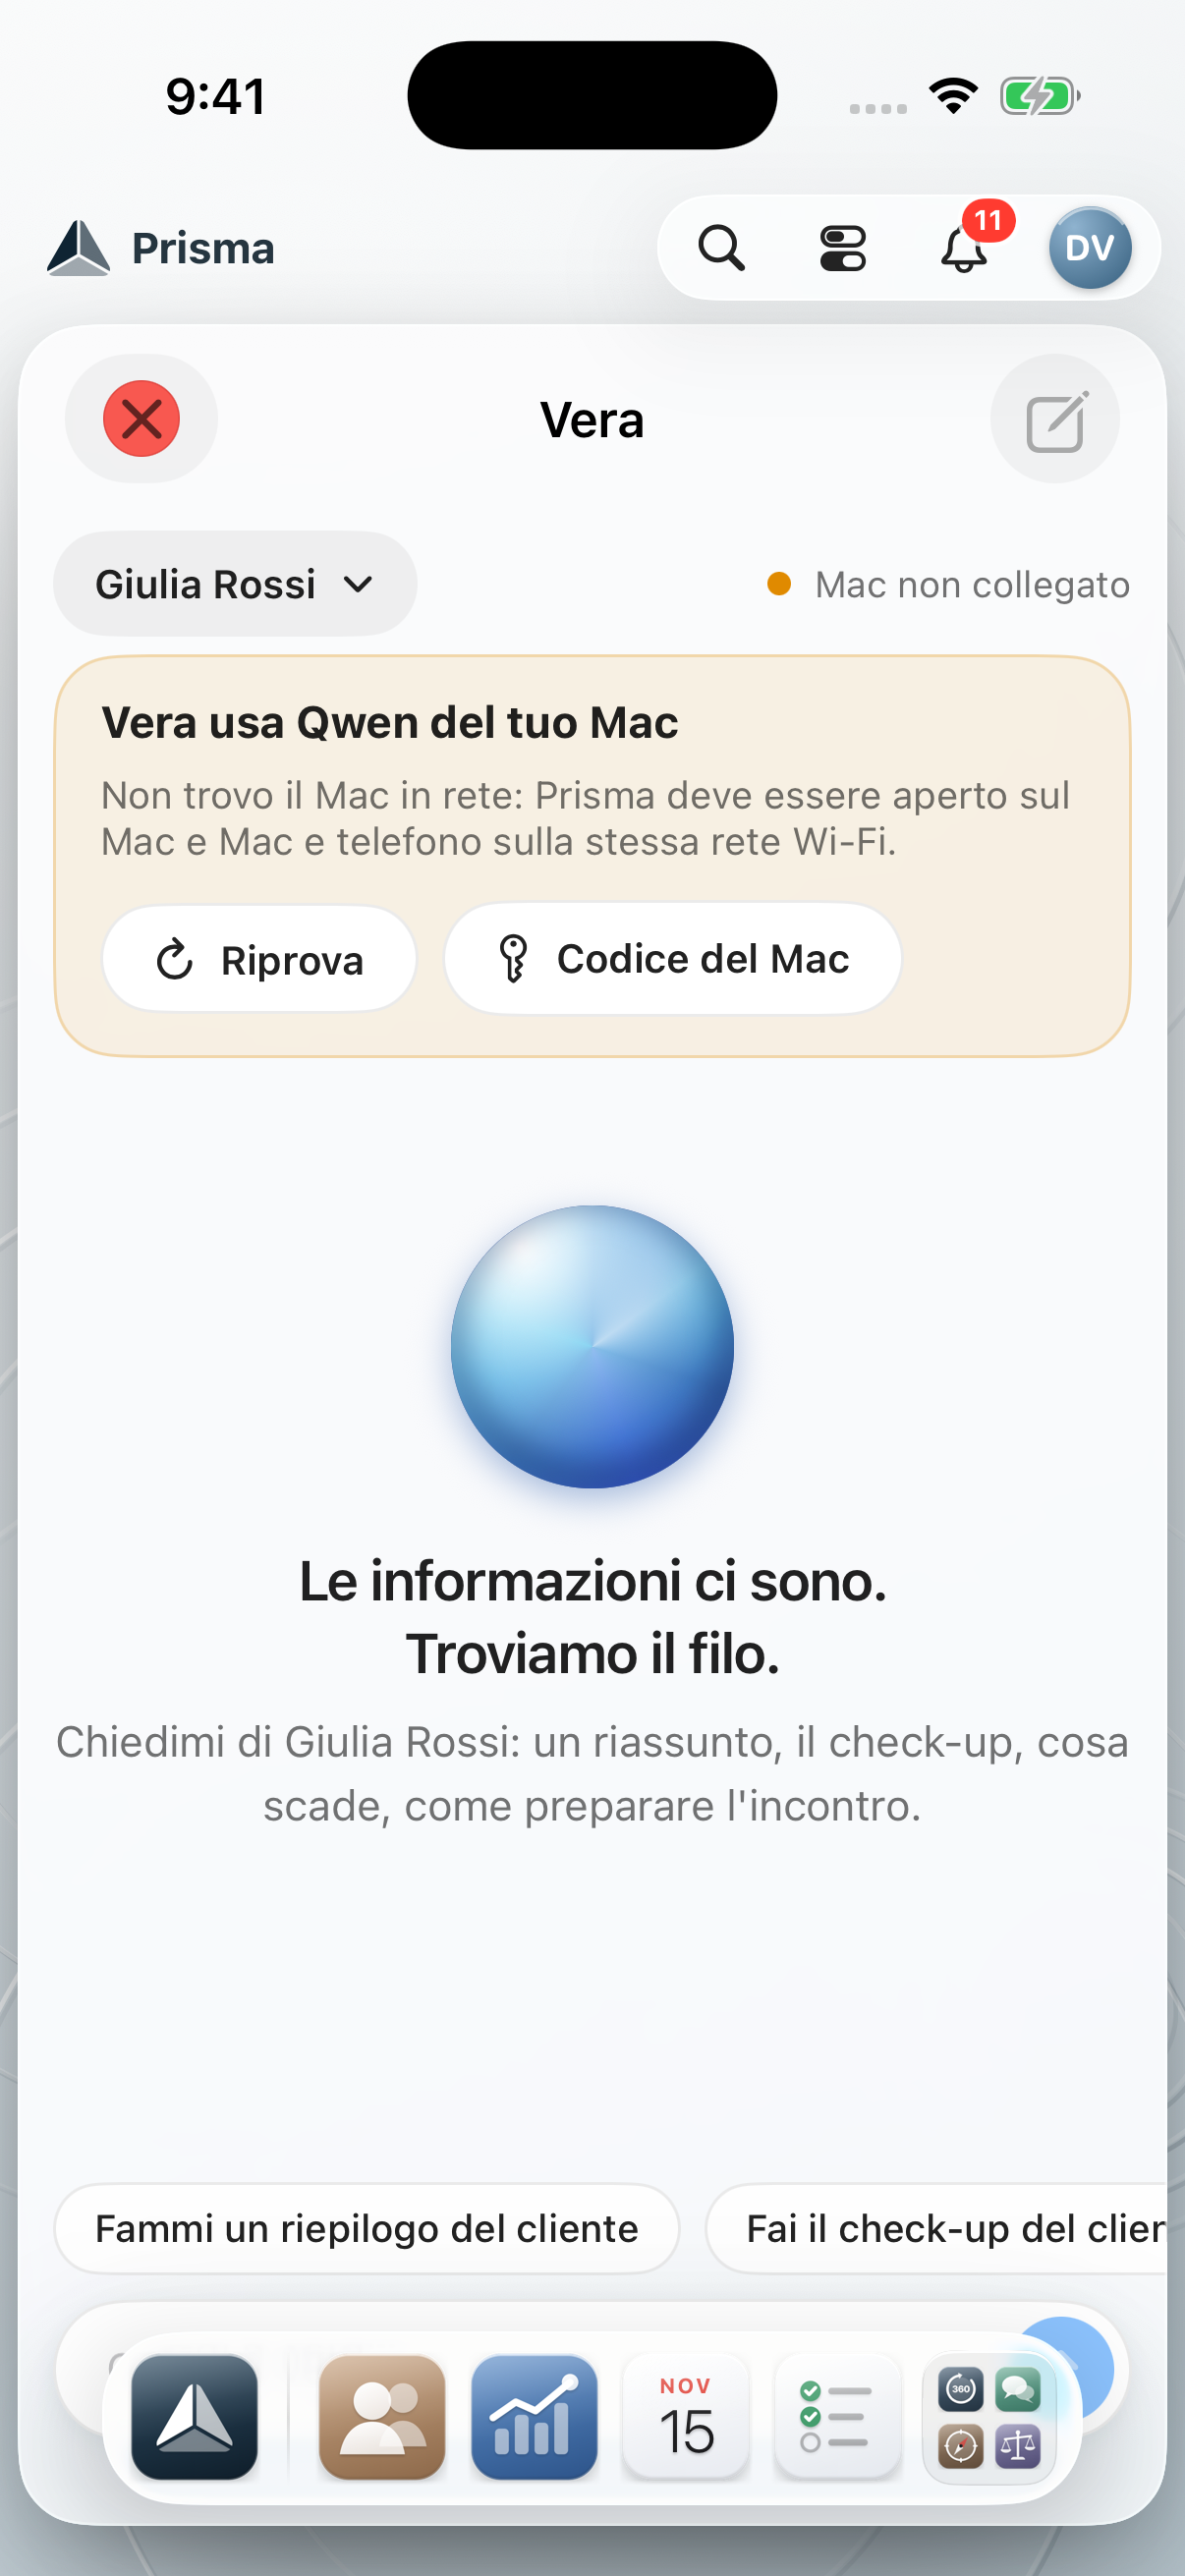 9:41
Prisma
11
DV
Vera
Giulia Rossi
Mac non collegato
Vera usa Qwen del tuo Mac
Non trovo il Mac in rete: Prisma deve essere aperto sul
Mac e Mac e telefono sulla stessa rete Wi-Fi.
Riprova
Codice del Mac
Le informazioni ci sono.
Troviamo il filo.
Chiedimi di Giulia Rossi: un riassunto, il check-up, cosa
scade, come preparare l'incontro.
Fammi un riepilogo del cliente
Fai il check-up del clien
NOV
15
360